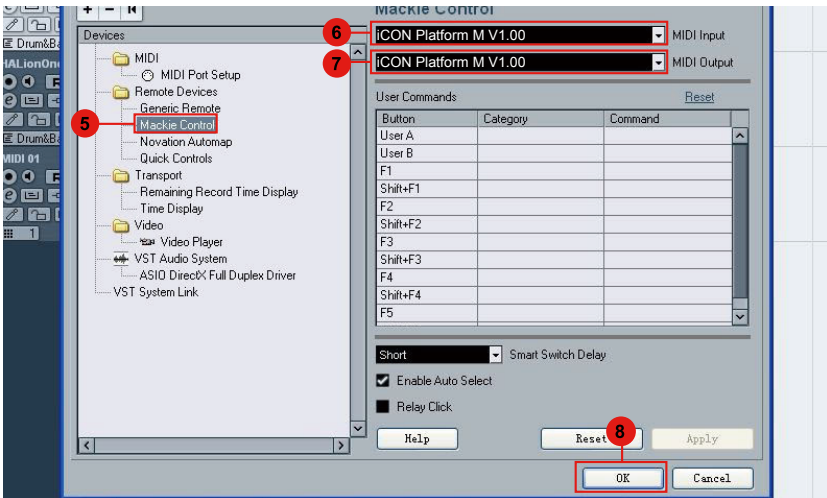 Mackie Control
Devices
MIDI
MIDI Port Setup
Remote Devices
Generic Remote
Mackie Control
Novation Automap
Quick Controls
Transport
Remaining Record Time Display
Time Display
Video
Video Player
VST Audio System
ASIO DirectX Full Duplex Driver
VST System Link
5
6
iCON Platform M V1.00 MIDI Input
7
iCON Platform M V1.00 MIDI Output
User Commands Reset
Button Category Command
User A
User B
F1
Shift+F1
F2
Shift+F2
F3
Shift+F3
F4
Shift+F4
F5
Short Smart Switch Delay
Enable Auto Select
Relay Click
Help Reset Apply
8
OK Cancel
Drum&Ba
HALionOne
Drum&Ba
MIDI 01
1